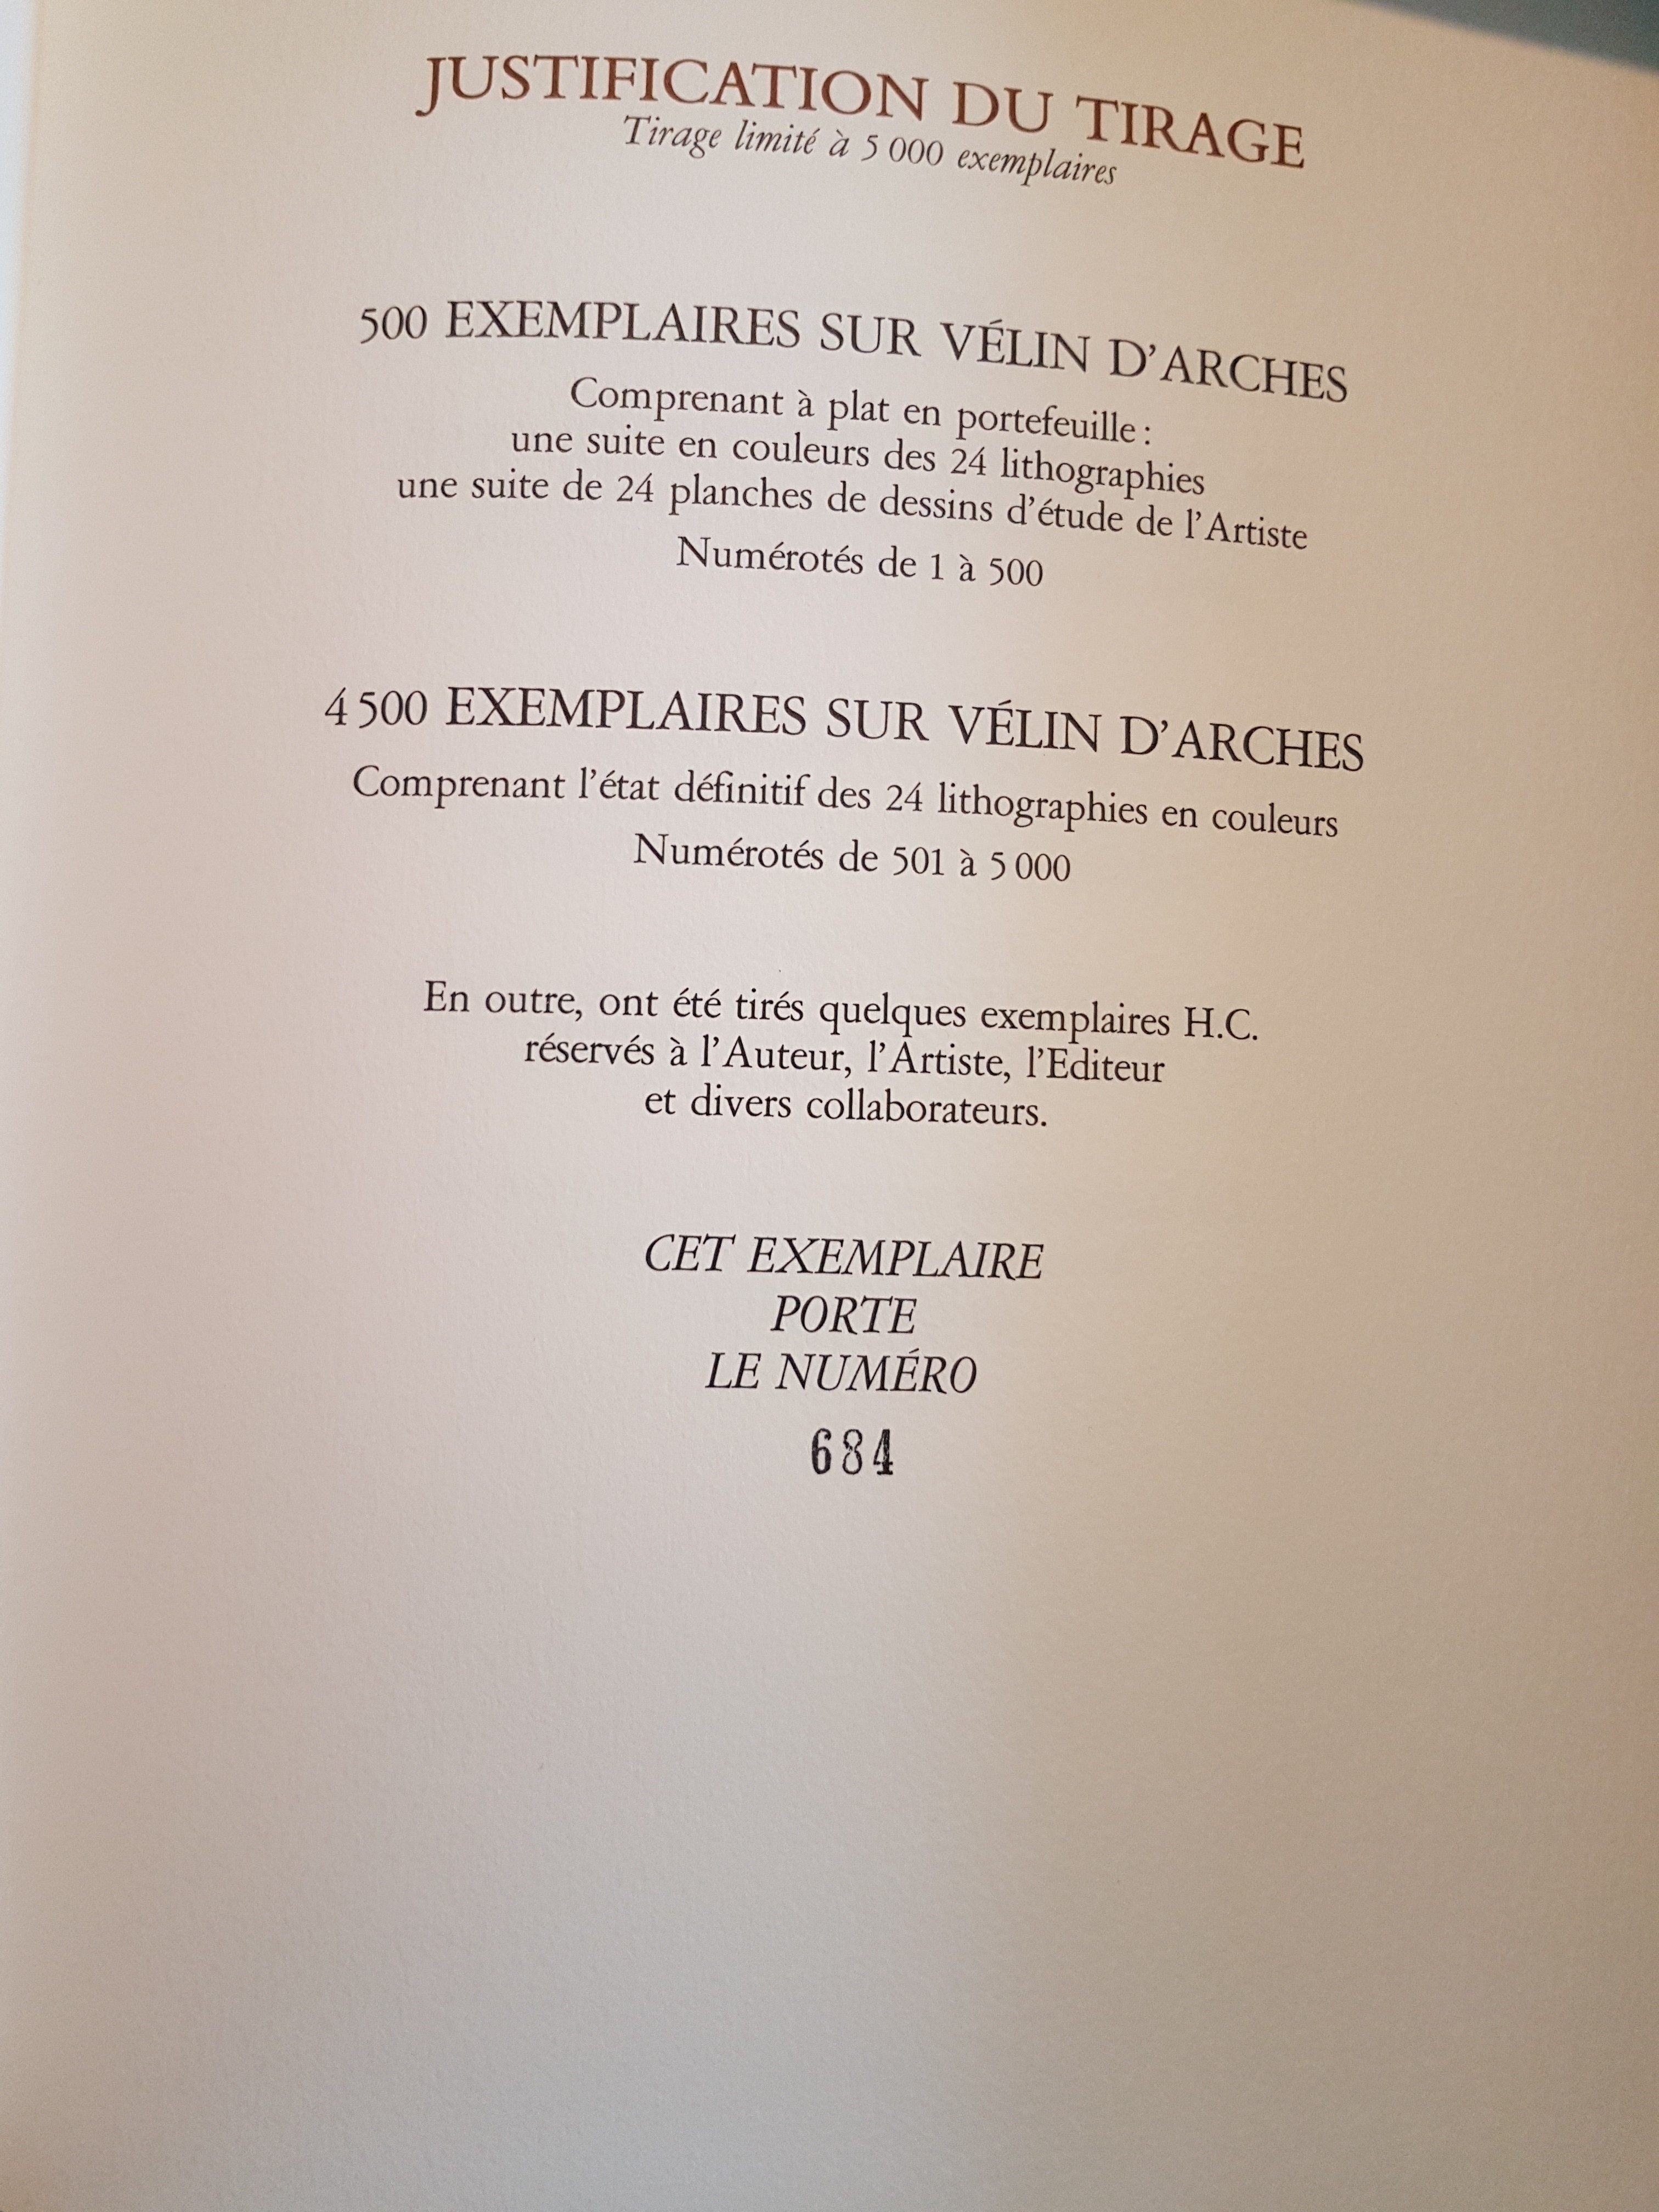 JUSTIFICATION DU TIRAGE
Tirage limité à 5 000 exemplaires
500 EXEMPLAIRES SUR VÉLIN D’ARCHES
Comprenant à plat en portefeuille :
une suite en couleurs des 24 lithographies
une suite de 24 planches de dessins d’étude de l’Artiste
Numérotés de 1 à 500
4 500 EXEMPLAIRES SUR VÉLIN D’ARCHES
Comprenant l’état définitif des 24 lithographies en couleurs
Numérotés de 501 à 5 000
En outre, ont été tirés quelques exemplaires H.C.
réservés à l’Auteur, l’Artiste, l’Editeur
et divers collaborateurs.
CET EXEMPLAIRE
PORTE
LE NUMÉRO
684